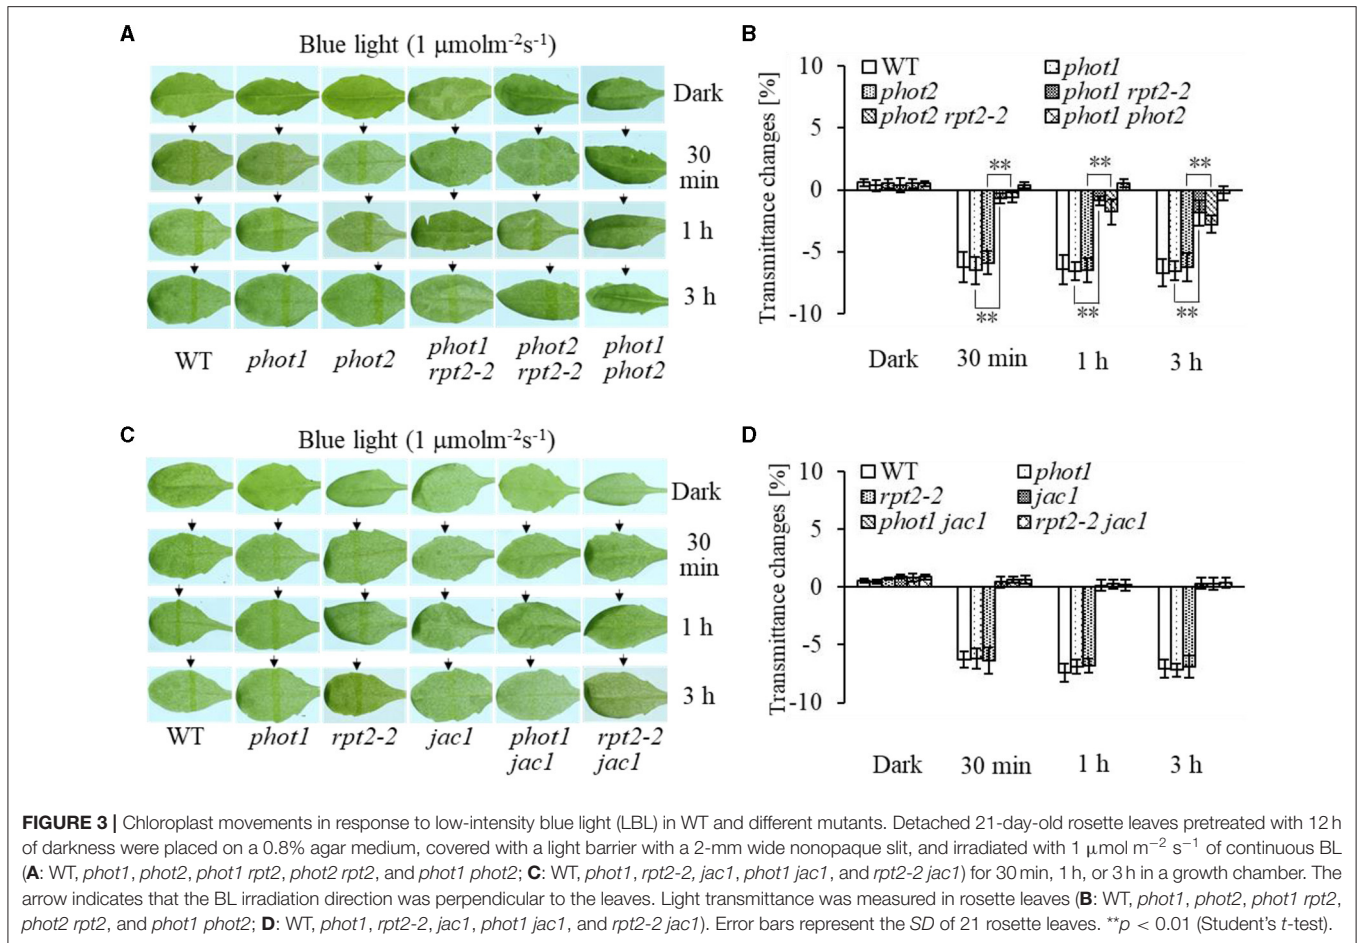 A
Blue light (1 μmolm-2s-1)
Dark
30
min
1 h
3 h
WT
phot1
phot2
phot1
rpt2-2
phot2
rpt2-2
phot1
phot2
B
Transmittance changes [%]
10
5
0
-5
-10
WT
phot1
phot2
phot1 rpt2-2
phot2 rpt2-2
phot1 phot2
**
**
**
**
**
**
Dark
30 min
1 h
3 h
C
Blue light (1 μmolm-2s-1)
Dark
30
min
1 h
3 h
WT
phot1
rpt2-2
jac1
phot1
jac1
rpt2-2
jac1
D
Transmittance changes [%]
10
5
0
-5
-10
WT
phot1
rpt2-2
jac1
phot1 jac1
rpt2-2 jac1
Dark
30 min
1 h
3 h
FIGURE 3 | Chloroplast movements in response to low-intensity blue light (LBL) in WT and different mutants. Detached 21-day-old rosette leaves pretreated with 12 h
of darkness were placed on a 0.8% agar medium, covered with a light barrier with a 2-mm wide nonopaque slit, and irradiated with 1 μmol m−2 s−1 of continuous BL
(A: WT, phot1, phot2, phot1 rpt2, phot2 rpt2, and phot1 phot2; C: WT, phot1, rpt2-2, jac1, phot1 jac1, and rpt2-2 jac1) for 30 min, 1 h, or 3 h in a growth chamber. The
arrow indicates that the BL irradiation direction was perpendicular to the leaves. Light transmittance was measured in rosette leaves (B: WT, phot1, phot2, phot1 rpt2,
phot2 rpt2, and phot1 phot2; D: WT, phot1, rpt2-2, jac1, phot1 jac1, and rpt2-2 jac1). Error bars represent the SD of 21 rosette leaves. **p < 0.01 (Student's t-test).